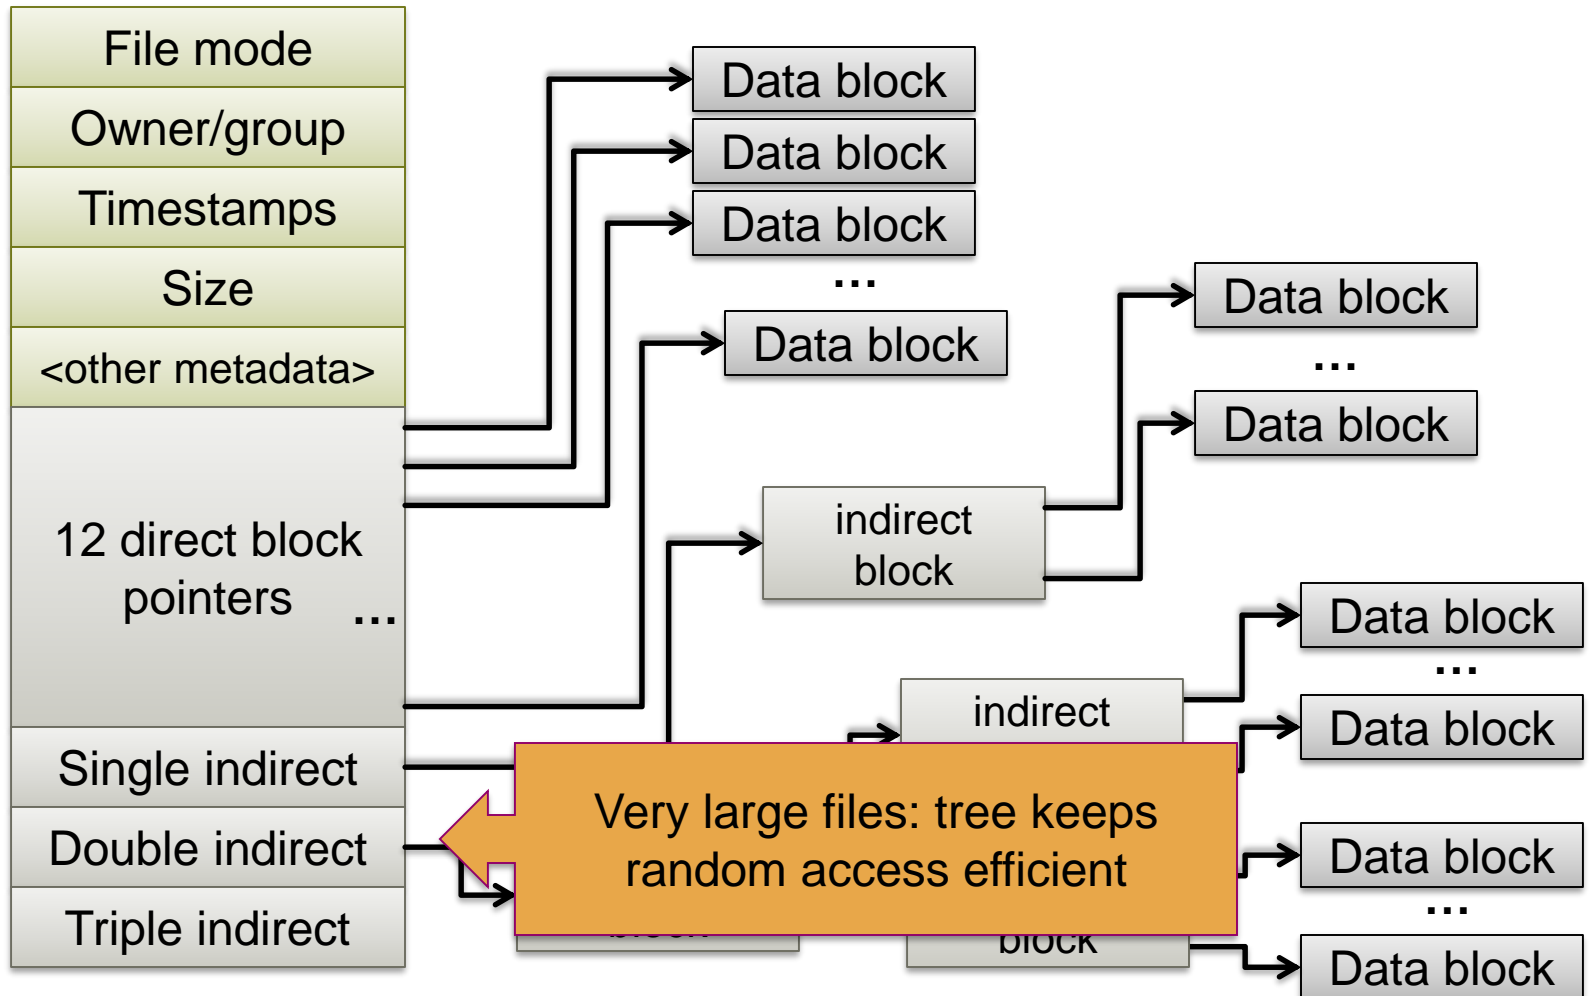 File mode
Owner/group
Timestamps
Size
<other metadata>
12 direct block
pointers ...
Single indirect
Double indirect
Triple indirect
Data block
Data block
Data block
...
Data block
Data block
...
Data block
indirect
block
indirect
Data block
...
Data block
Very large files: tree keeps
random access efficient
block
block
Data block
...
Data block